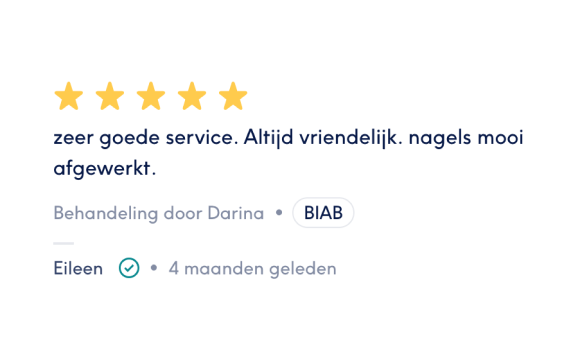 zeer goede service. Altijd vriendelijk. nagels mooi
afgewerkt.
Behandeling door Darina • BIAB
Eileen • 4 maanden geleden